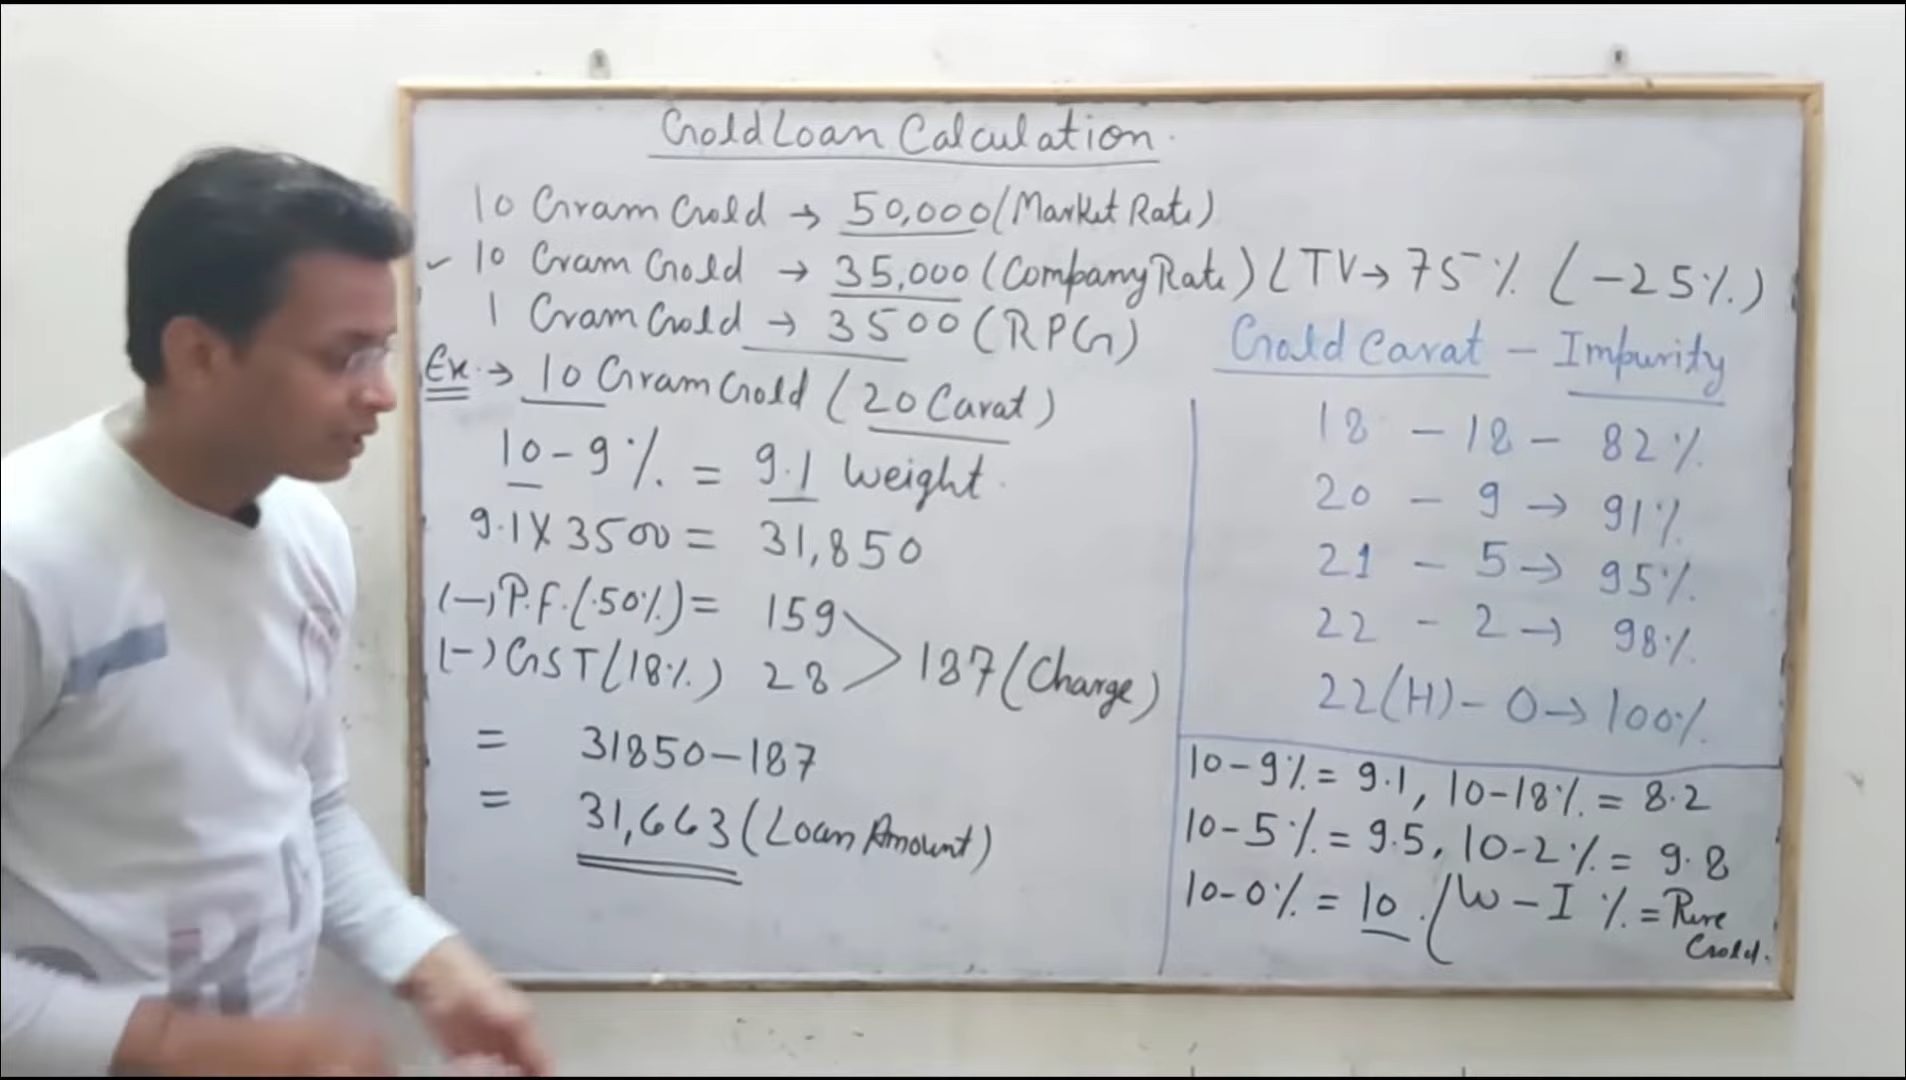 Gold Loan Calculation
10 Gram Gold → 50,000 (Market Rate)
10 Gram Gold → 35,000 (Company Rate) LTV → 75% (-25%)
1 Gram Gold → 3500 (RPG)
Ex. → 10 Gram Gold (20 Carat)
10-9% = 9.1 Weight
9.1 X 3500 = 31,850
(-) P.F. (.50%) = 159
(-) GST (18%) 28
187 (Charge)
= 31850-187
= 31,663 (Loan Amount)
Gold Carat - Impurity
18 - 18 - 82%
20 - 9 → 91%
21 - 5 → 95%
22 - 2 → 98%
22(H) - 0 → 100%
10-9% = 9.1, 10-18% = 8.2
10-5% = 9.5, 10-2% = 9.8
10-0% = 10. (W - I % = Pure
Gold.